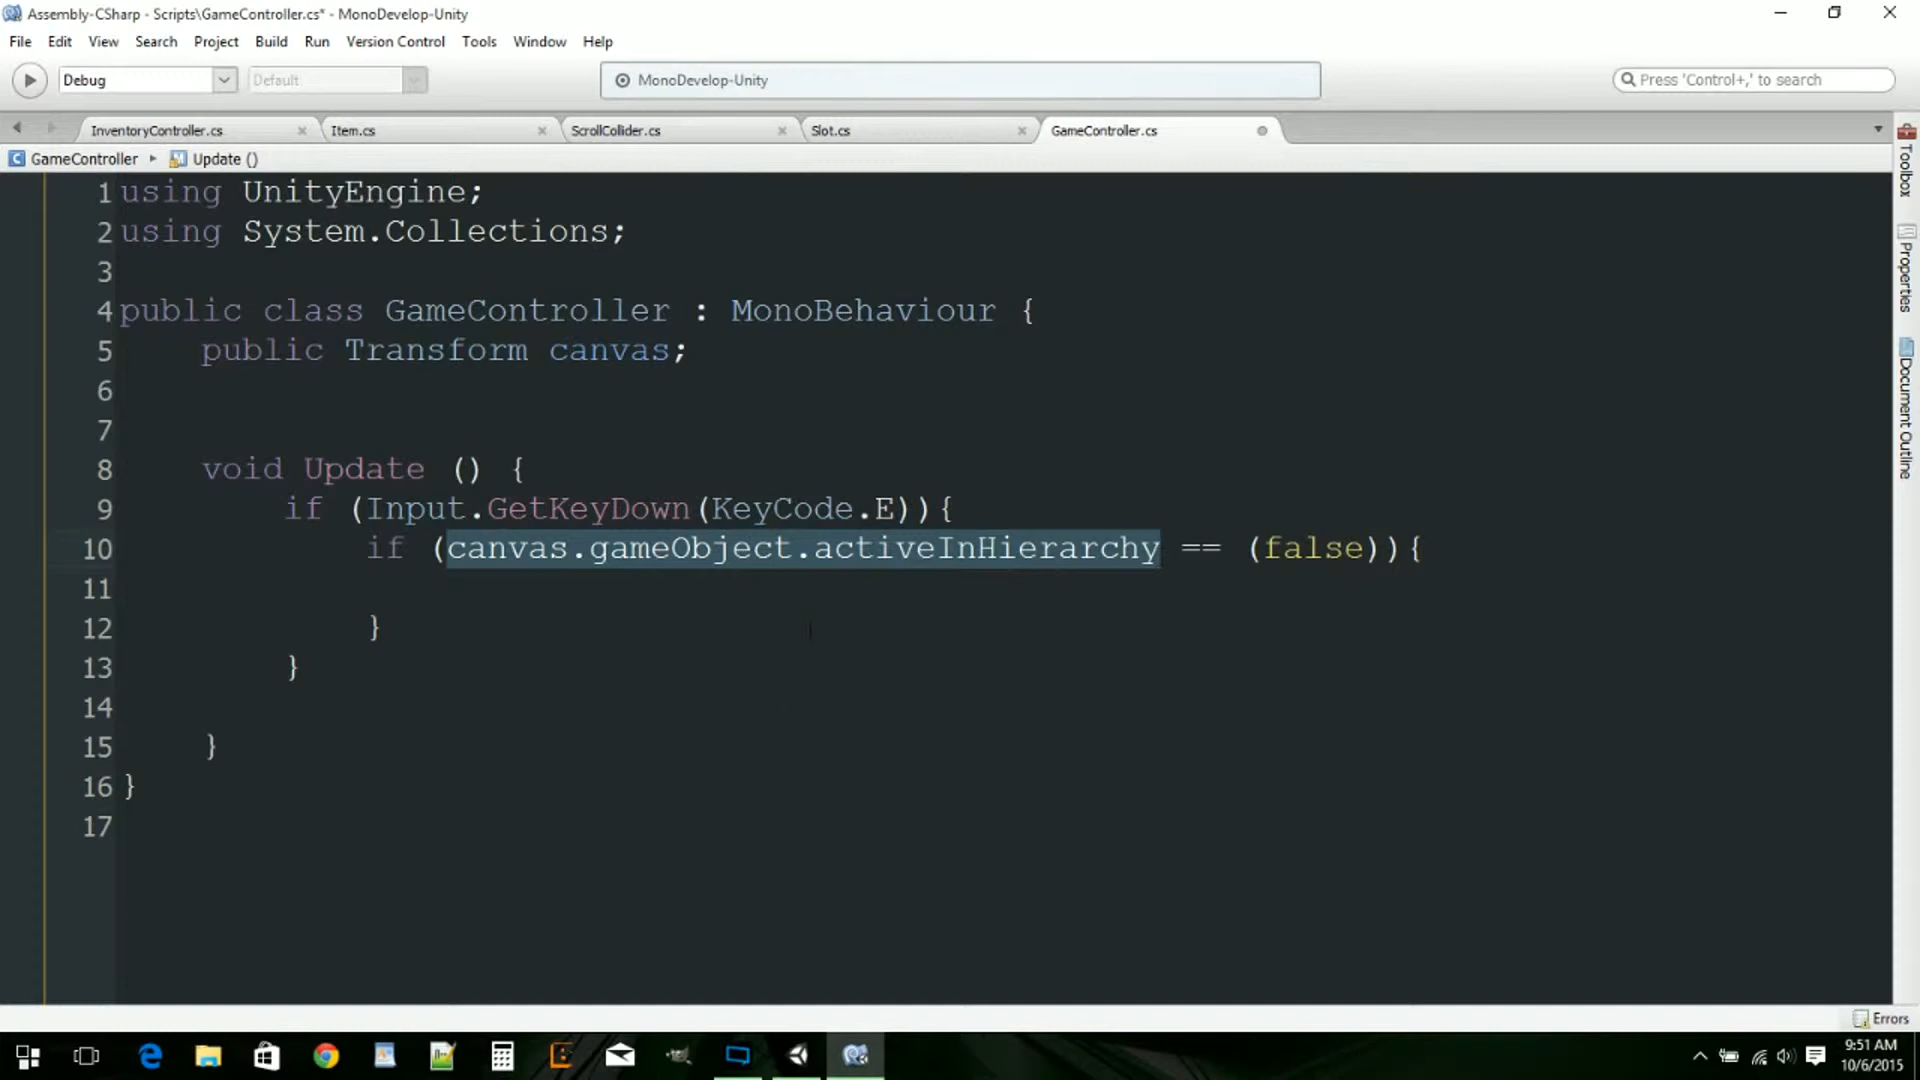 Assembly-CSharp - Scripts\GameController.cs* - MonoDevelop-Unity
File Edit View Search Project Build Run Version Control Tools Window Help
Debug Default MonoDevelop-Unity Press 'Control+,' to search
InventoryController.cs Item.cs ScrollCollider.cs Slot.cs GameController.cs
GameController Update ()
1 using UnityEngine;
2 using System.Collections;
3
4 public class GameController : MonoBehaviour {
5 public Transform canvas;
6
7
8 void Update () {
9 if (Input.GetKeyDown(KeyCode.E)){
10 if (canvas.gameObject.activeInHierarchy == (false)){
11
12 }
13 }
14
15 }
16 }
17
Toolbox
Properties
Document Outline
Errors
9:51 AM
10/6/2015